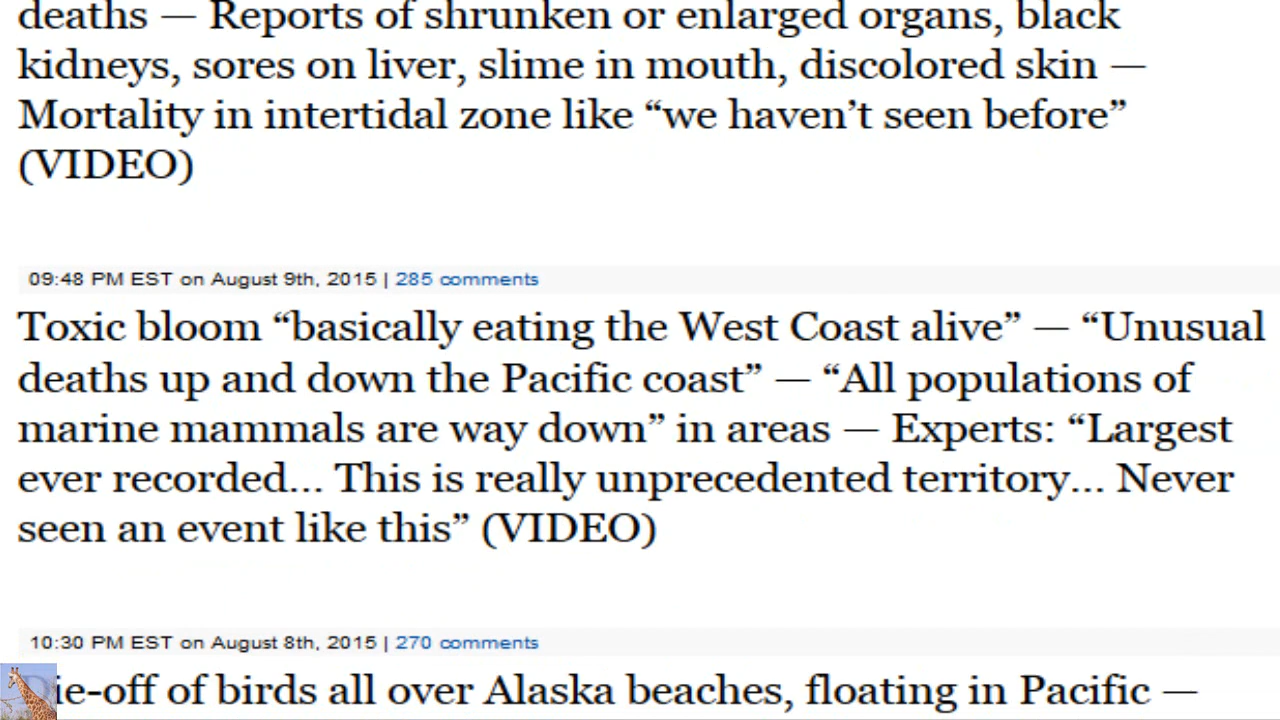 deaths — Reports of shrunken or enlarged organs, black
kidneys, sores on liver, slime in mouth, discolored skin —
Mortality in intertidal zone like “we haven’t seen before”
(VIDEO)
09:48 PM EST on August 9th, 2015 | 285 comments
Toxic bloom “basically eating the West Coast alive” — “Unusual
deaths up and down the Pacific coast” — “All populations of
marine mammals are way down” in areas — Experts: “Largest
ever recorded… This is really unprecedented territory… Never
seen an event like this” (VIDEO)
10:30 PM EST on August 8th, 2015 | 270 comments
Die-off of birds all over Alaska beaches, floating in Pacific —